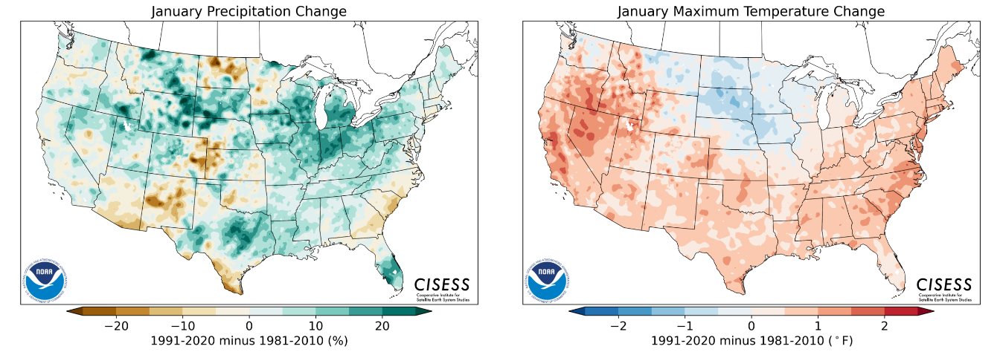 January Precipitation Change
NOAA
CISESS
Cooperative Institute for
Satellite Earth System Studies
−20 −10 0 10 20
1991-2020 minus 1981-2010 (%)
January Maximum Temperature Change
NOAA
CISESS
Cooperative Institute for
Satellite Earth System Studies
−2 −1 0 1 2
1991-2020 minus 1981-2010 (°F)